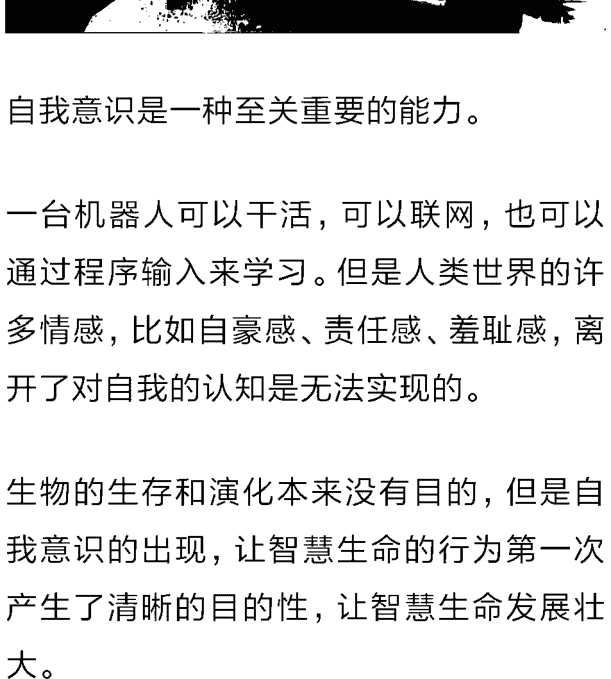 自我意识是一种至关重要的能力。
一台机器人可以干活，可以联网，也可以
通过程序输入来学习。但是人类世界的许
多情感，比如自豪感、责任感、羞耻感，离
开了对自我的认知是无法实现的。
生物的生存和演化本来没有目的，但是自
我意识的出现，让智慧生命的行为第一次
产生了清晰的目的性，让智慧生命发展壮
大。